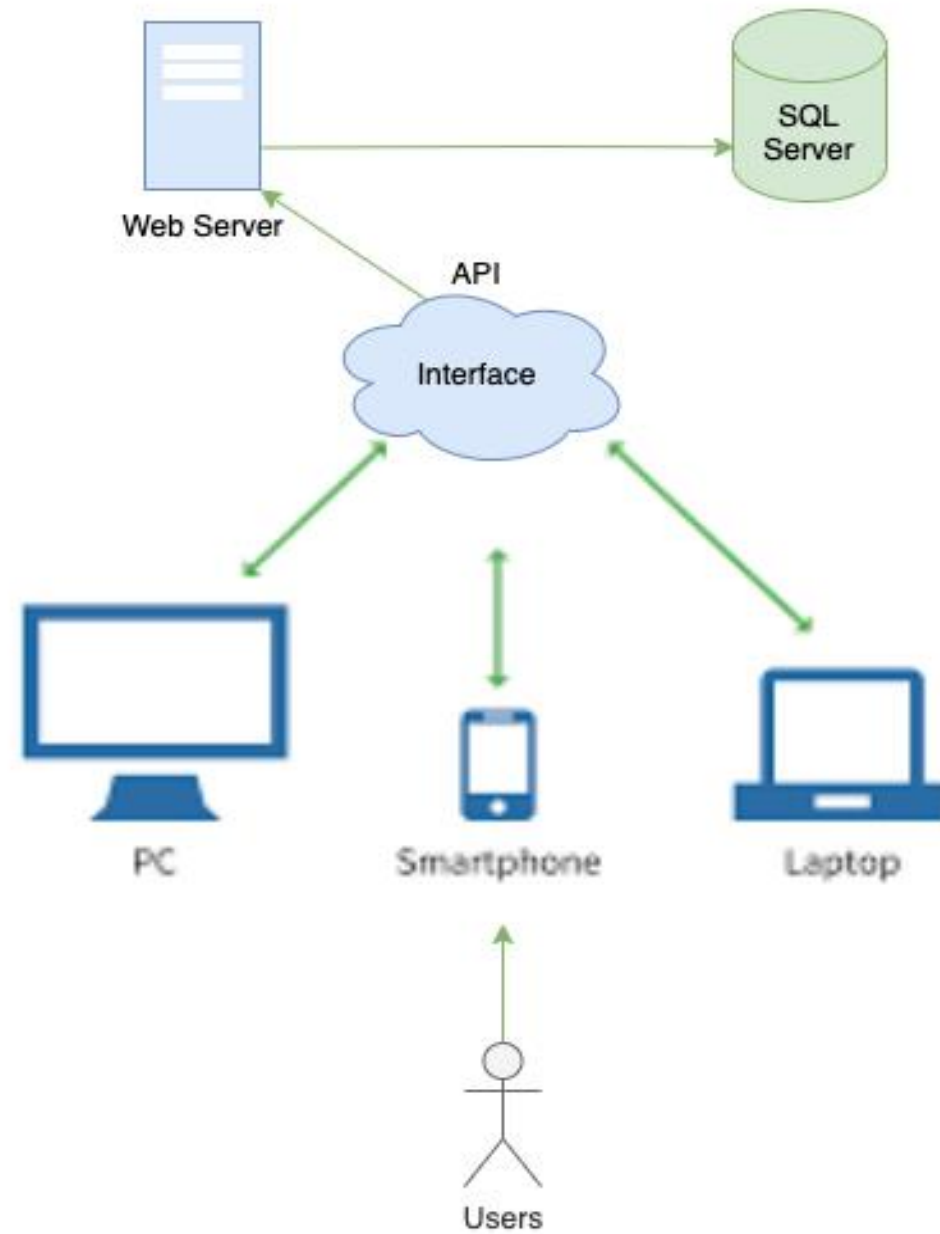 SQL
Server
Web Server
API
Interface
PC
Smartphone
Laptop
Users